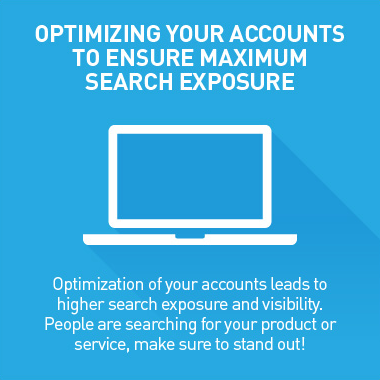 OPTIMIZING YOUR ACCOUNTS
TO ENSURE MAXIMUM
SEARCH EXPOSURE
Optimization of your accounts leads to
higher search exposure and visibility.
People are searching for your product or
service, make sure to stand out!